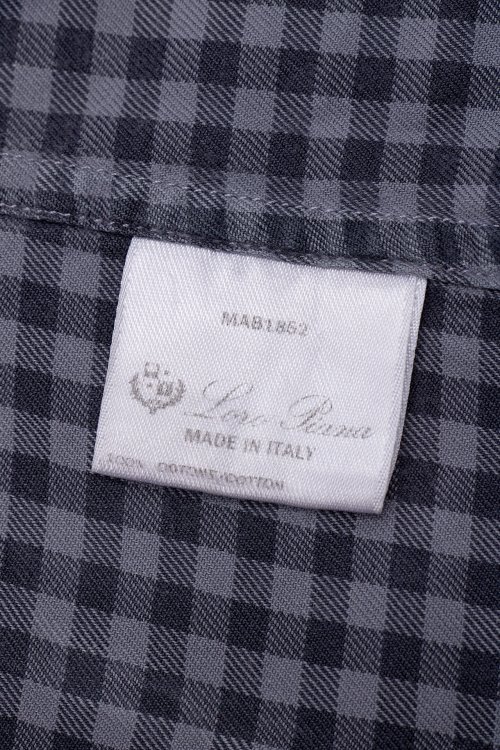 MAB1852
Loro Piana
MADE IN ITALY
100% COTONE/COTTON